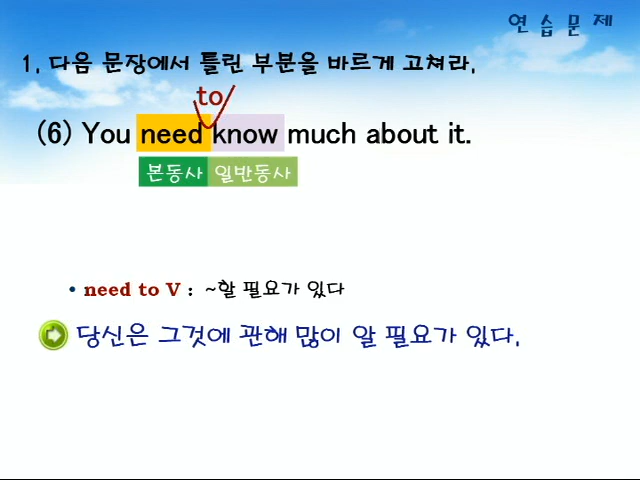 연 습 문 제
1. 다음 문장에서 틀린 부분을 바르게 고쳐라.
to
(6) You need know much about it.
본동사 일반동사
• need to V : ~할 필요가 있다
당신은 그것에 관해 많이 알 필요가 있다.